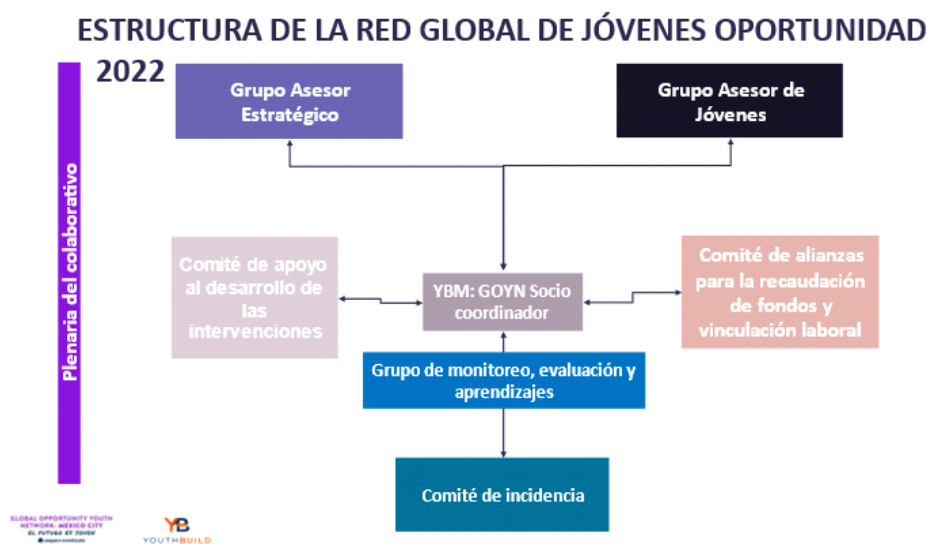 ESTRUCTURA DE LA RED GLOBAL DE JÓVENES OPORTUNIDAD
2022
Plenaria del colaborativo
Grupo Asesor
Estratégico
Grupo Asesor de
Jóvenes
Comité de apoyo
al desarrollo de
las
intervenciones
YBM: GOYN Socio
coordinador
Comité de alianzas
para la recaudación
de fondos y
vinculación laboral
Grupo de monitoreo, evaluación y
aprendizajes
Comité de incidencia
GLOBAL OPPORTUNITY YOUTH
NETWORK. MEXICO CITY
EL FUTURO ES JOVEN
YB
YOUTHBUILD